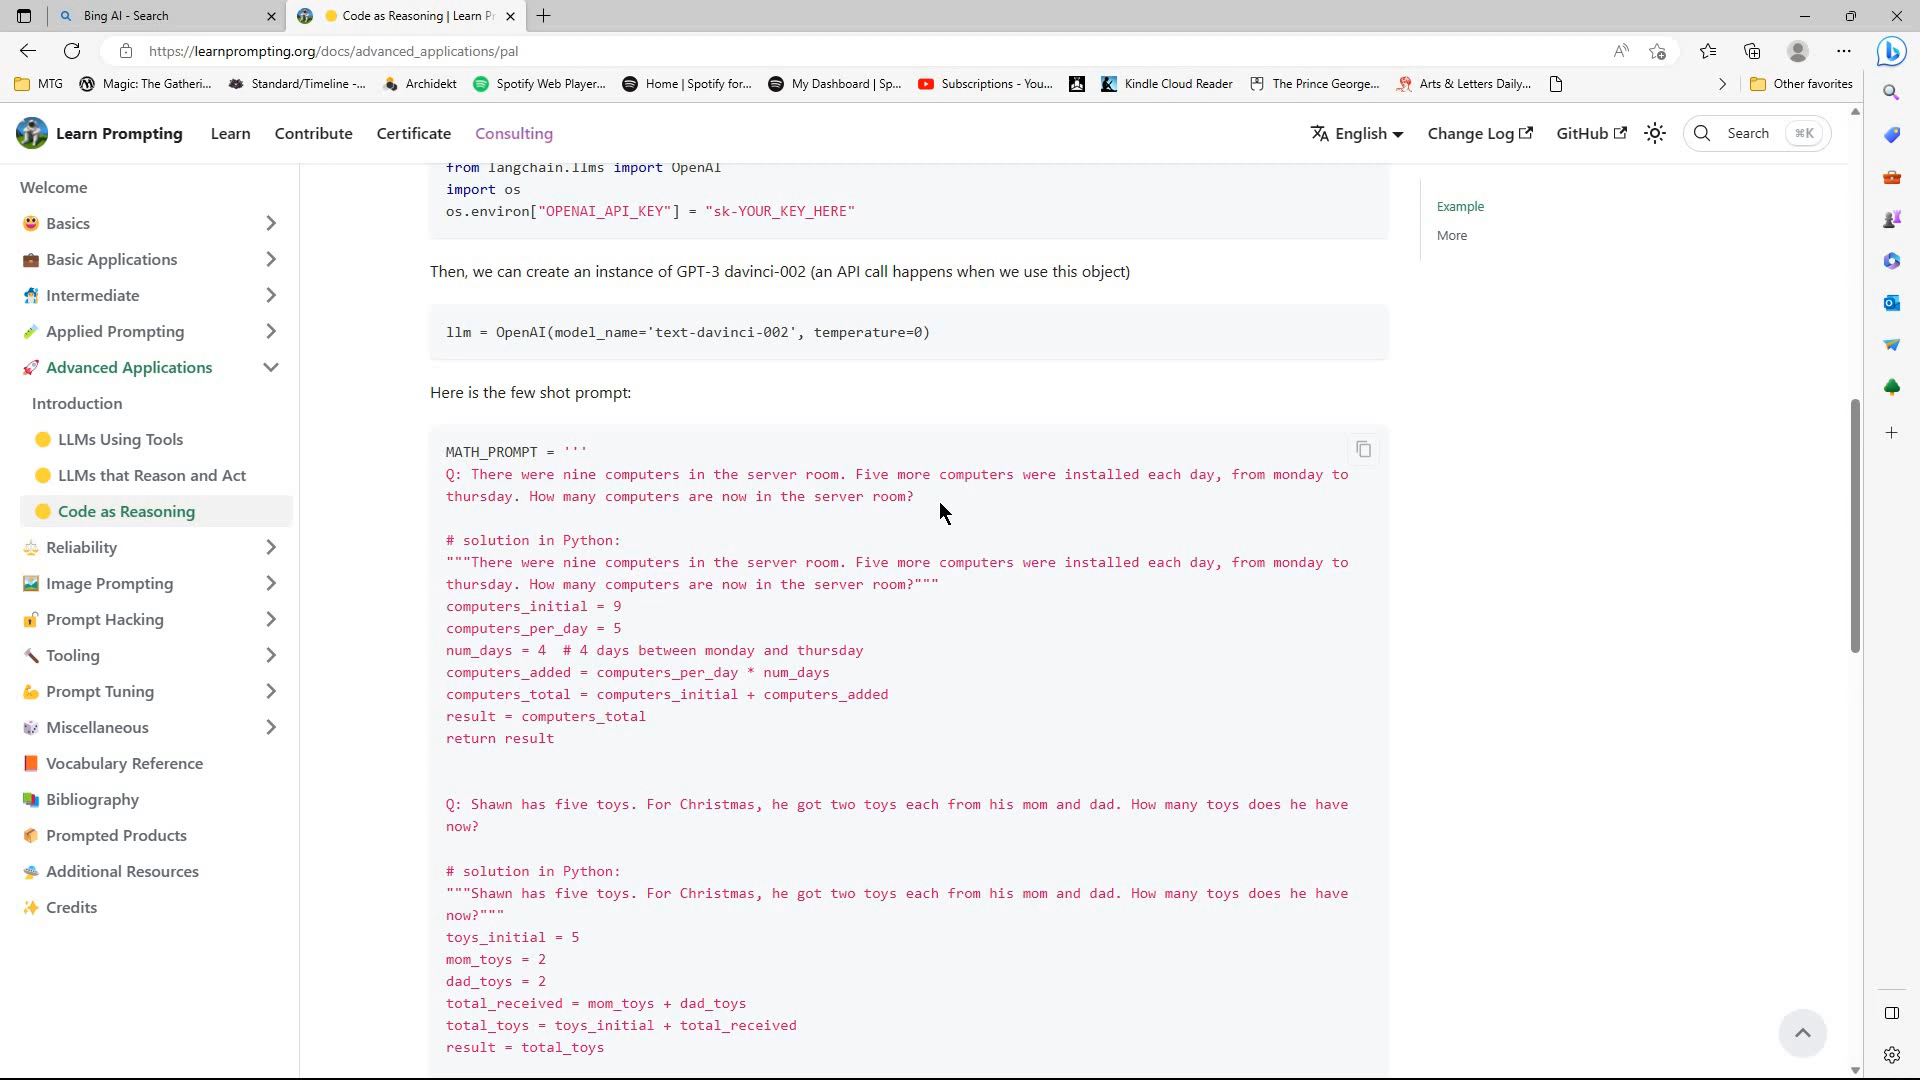 Bing AI - Search
Code as Reasoning | Learn Pr
https://learnprompting.org/docs/advanced_applications/pal
MTG
Magic: The Gatheri...
Standard/Timeline -...
Archidekt
Spotify Web Player...
Home | Spotify for...
My Dashboard | Sp...
Subscriptions - You...
Kindle Cloud Reader
The Prince George...
Arts & Letters Daily...
Other favorites
Learn Prompting
Learn
Contribute
Certificate
Consulting
English
Change Log
GitHub
Search
⌘K
Welcome
Basics
Basic Applications
Intermediate
Applied Prompting
Advanced Applications
Introduction
LLMs Using Tools
LLMs that Reason and Act
Code as Reasoning
Reliability
Image Prompting
Prompt Hacking
Tooling
Prompt Tuning
Miscellaneous
Vocabulary Reference
Bibliography
Prompted Products
Additional Resources
Credits
from langchain.llms import OpenAI
import os
os.environ["OPENAI_API_KEY"] = "sk-YOUR_KEY_HERE"
Then, we can create an instance of GPT-3 davinci-002 (an API call happens when we use this object)
llm = OpenAI(model_name='text-davinci-002', temperature=0)
Here is the few shot prompt:
MATH_PROMPT = '''
Q: There were nine computers in the server room. Five more computers were installed each day, from monday to
thursday. How many computers are now in the server room?
# solution in Python:
"""There were nine computers in the server room. Five more computers were installed each day, from monday to
thursday. How many computers are now in the server room?"""
computers_initial = 9
computers_per_day = 5
num_days = 4  # 4 days between monday and thursday
computers_added = computers_per_day * num_days
computers_total = computers_initial + computers_added
result = computers_total
return result
Q: Shawn has five toys. For Christmas, he got two toys each from his mom and dad. How many toys does he have
now?
# solution in Python:
"""Shawn has five toys. For Christmas, he got two toys each from his mom and dad. How many toys does he have
now?"""
toys_initial = 5
mom_toys = 2
dad_toys = 2
total_received = mom_toys + dad_toys
total_toys = toys_initial + total_received
result = total_toys
Example
More